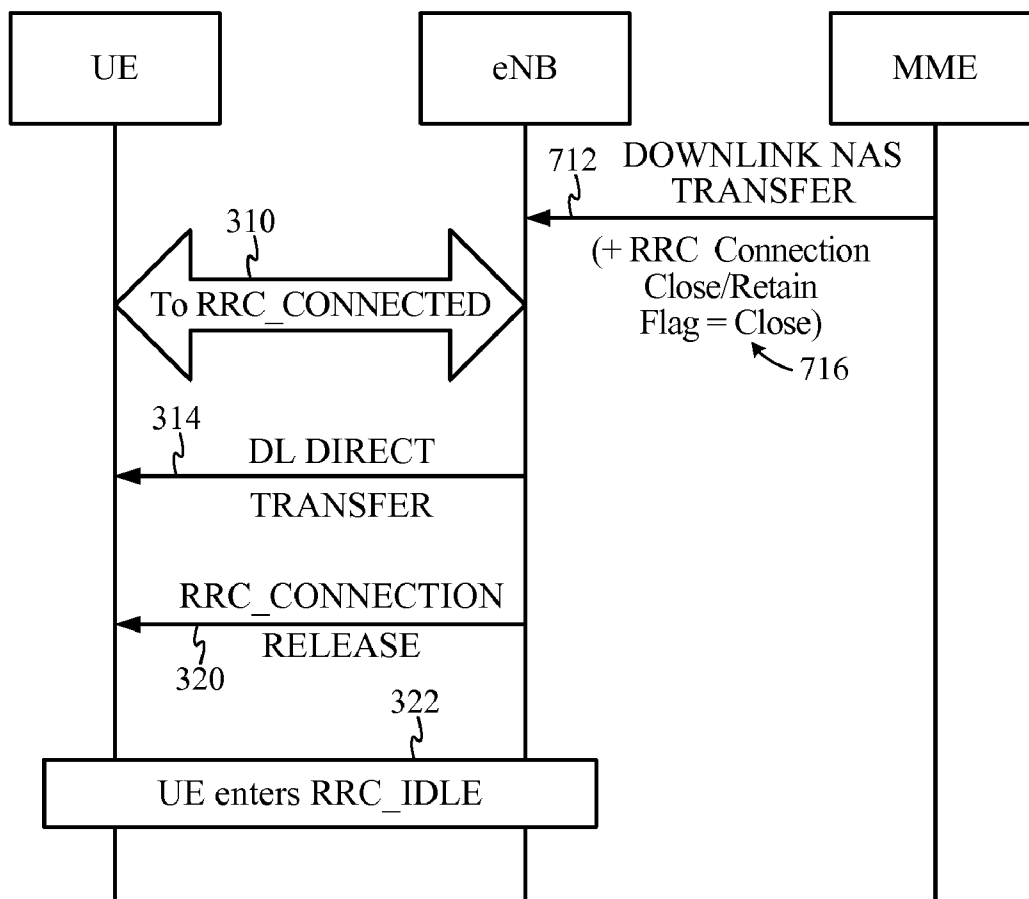 UE
eNB
MME
712
DOWNLINK NAS
TRANSFER
(+ RRC Connection
Close/Retain
Flag = Close)
716
310
To RRC_CONNECTED
314
DL DIRECT
TRANSFER
RRC_CONNECTION
RELEASE
320
322
UE enters RRC_IDLE